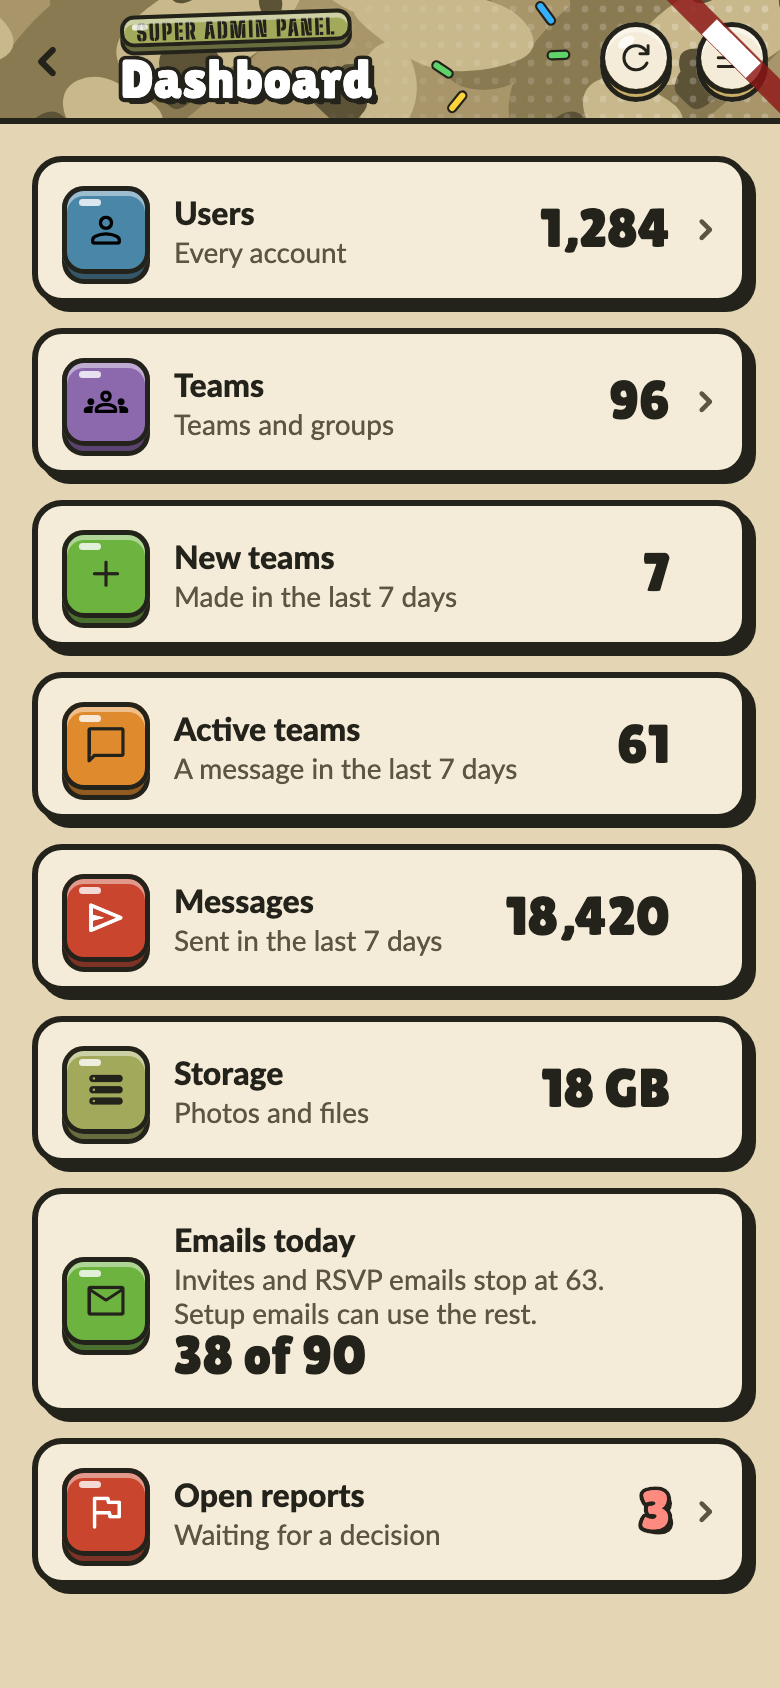 SUPER ADMIN PANEL
Dashboard
Users
Every account
1,284
Teams
Teams and groups
96
New teams
Made in the last 7 days
7
Active teams
A message in the last 7 days
61
Messages
Sent in the last 7 days
18,420
Storage
Photos and files
18 GB
Emails today
Invites and RSVP emails stop at 63.
Setup emails can use the rest.
38 of 90
Open reports
Waiting for a decision
3